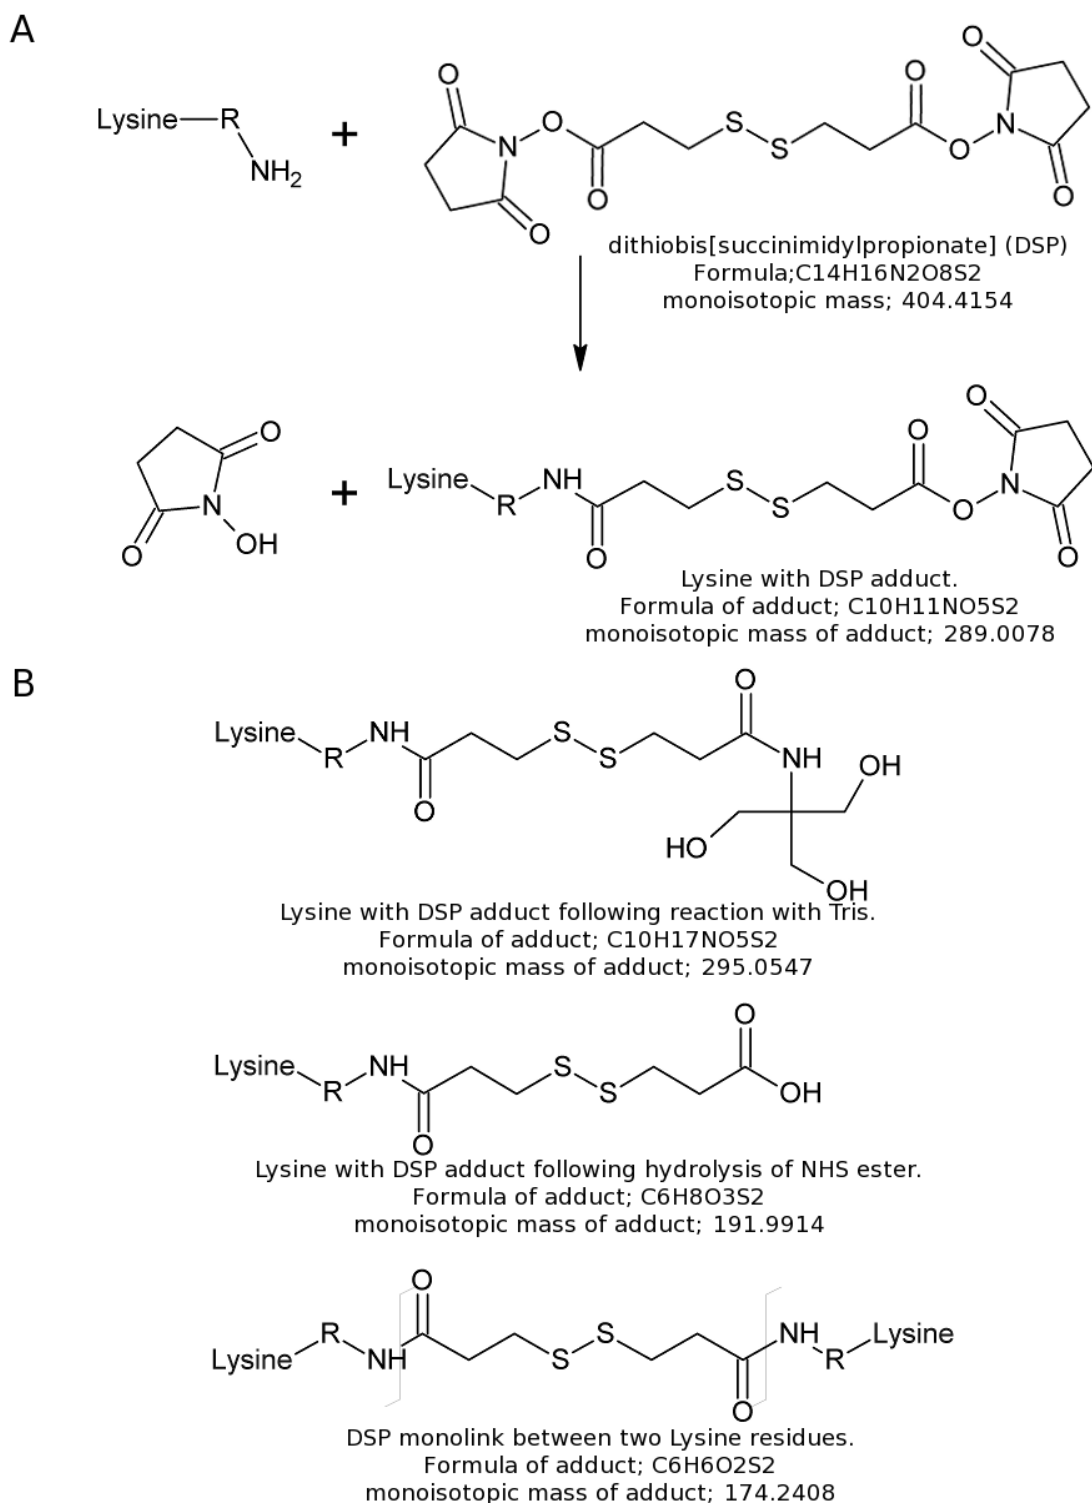 A
Lysine R NH2 + O N O O O S S O O N O O
dithiobis[succinimidylpropionate] (DSP)
Formula;C14H16N2O8S2
monoisotopic mass; 404.4154
O O N OH + Lysine R NH O S S O O N O O
Lysine with DSP adduct.
Formula of adduct; C10H11NO5S2
monoisotopic mass of adduct; 289.0078
B
Lysine R NH O S S O NH OH HO OH
Lysine with DSP adduct following reaction with Tris.
Formula of adduct; C10H17NO5S2
monoisotopic mass of adduct; 295.0547
Lysine R NH O S S O OH
Lysine with DSP adduct following hydrolysis of NHS ester.
Formula of adduct; C6H8O3S2
monoisotopic mass of adduct; 191.9914
Lysine R NH O S S O NH R Lysine
DSP monolink between two Lysine residues.
Formula of adduct; C6H6O2S2
monoisotopic mass of adduct; 174.2408